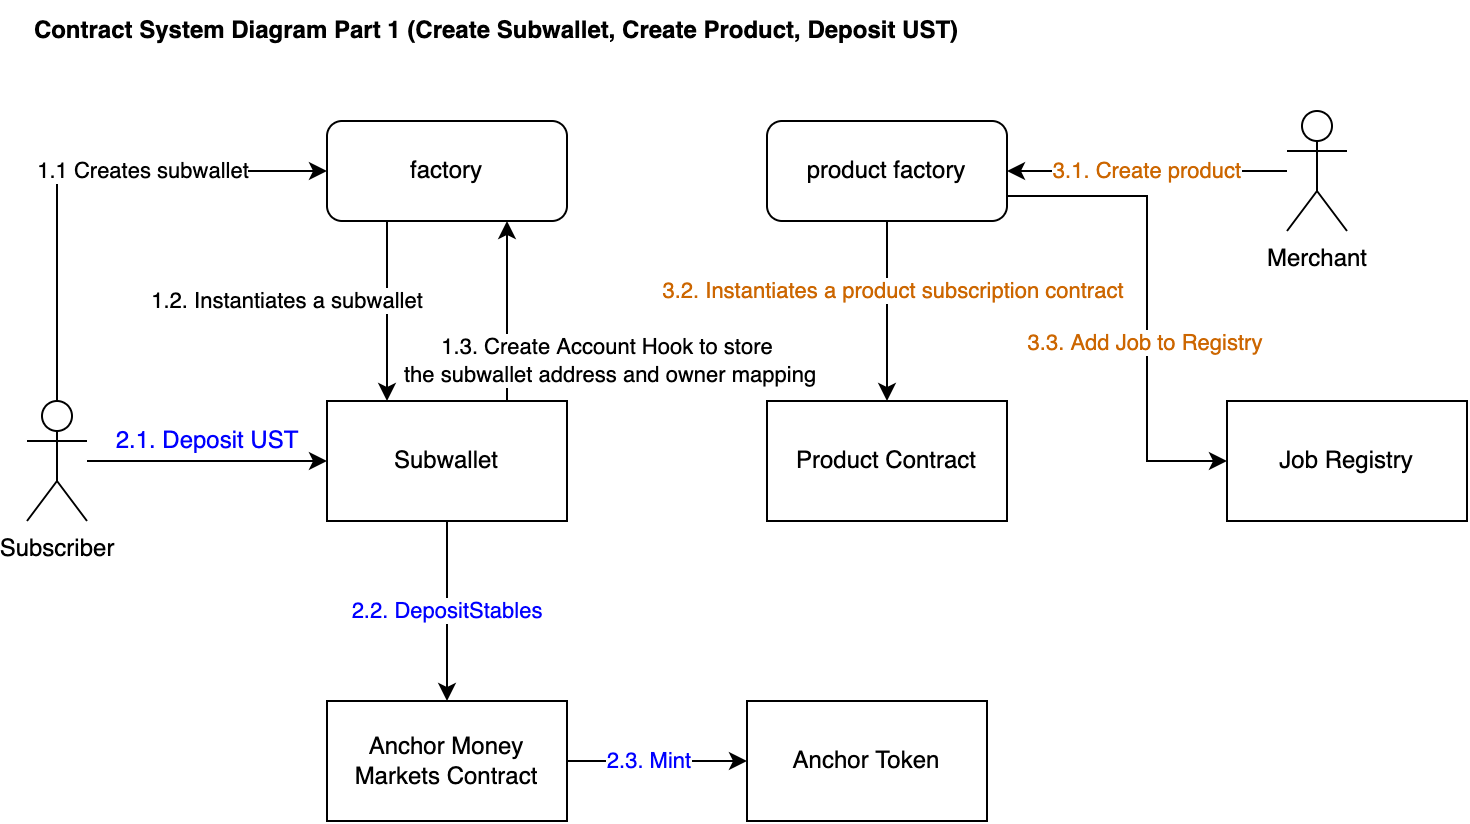 Contract System Diagram Part 1 (Create Subwallet, Create Product, Deposit UST)
1.1 Creates subwallet
factory
product factory
3.1. Create product
Merchant
1.2. Instantiates a subwallet
3.2. Instantiates a product subscription contract
1.3. Create Account Hook to store
the subwallet address and owner mapping
3.3. Add Job to Registry
2.1. Deposit UST
Subwallet
Product Contract
Job Registry
Subscriber
2.2. DepositStables
Anchor Money
Markets Contract
2.3. Mint
Anchor Token